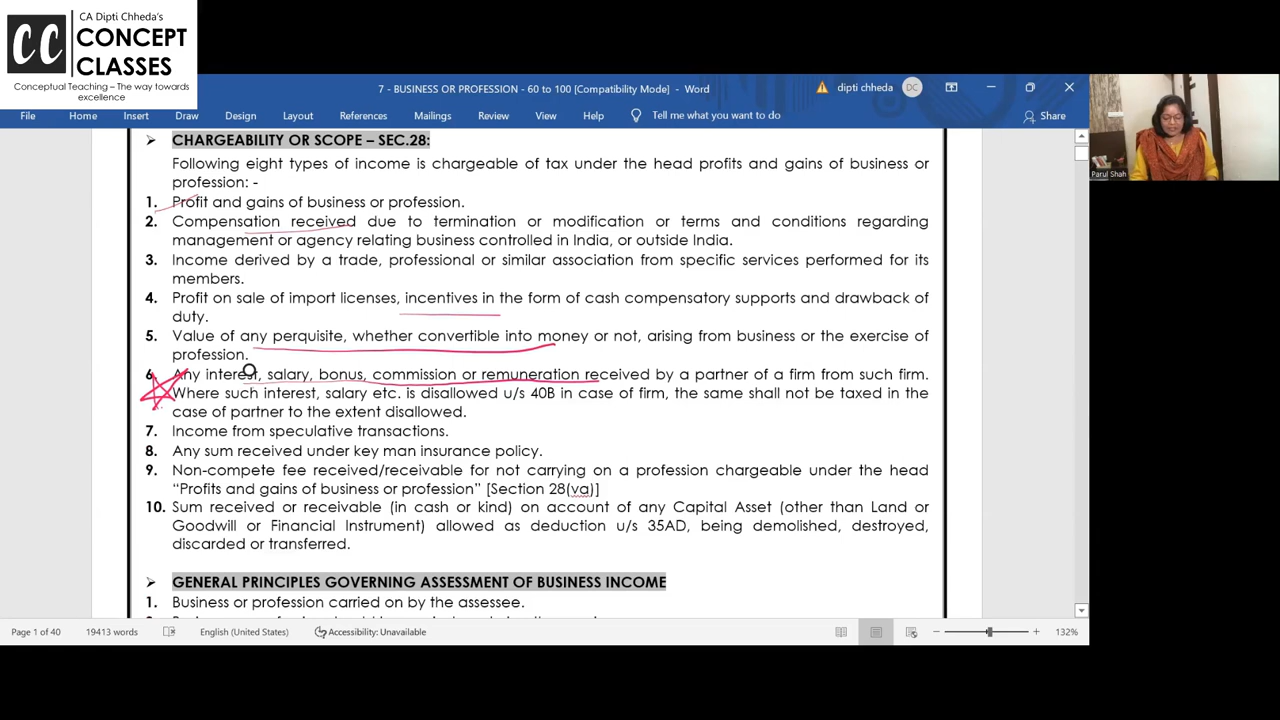 CA Dipti Chheda's
CC CONCEPT
CLASSES
Conceptual Teaching – The way towards
excellence
7 - BUSINESS OR PROFESSION - 60 to 100 [Compatibility Mode] - Word
dipti chheda DC
File Home Insert Draw Design Layout References Mailings Review View Help Tell me what you want to do Share
Parul Shah
➢ CHARGEABILITY OR SCOPE – SEC.28:
Following eight types of income is chargeable of tax under the head profits and gains of business or
profession: -
1. Profit and gains of business or profession.
2. Compensation received due to termination or modification or terms and conditions regarding
management or agency relating business controlled in India, or outside India.
3. Income derived by a trade, professional or similar association from specific services performed for its
members.
4. Profit on sale of import licenses, incentives in the form of cash compensatory supports and drawback of
duty.
5. Value of any perquisite, whether convertible into money or not, arising from business or the exercise of
profession.
6. Any interest, salary, bonus, commission or remuneration received by a partner of a firm from such firm.
Where such interest, salary etc. is disallowed u/s 40B in case of firm, the same shall not be taxed in the
case of partner to the extent disallowed.
7. Income from speculative transactions.
8. Any sum received under key man insurance policy.
9. Non-compete fee received/receivable for not carrying on a profession chargeable under the head
“Profits and gains of business or profession” [Section 28(va)]
10. Sum received or receivable (in cash or kind) on account of any Capital Asset (other than Land or
Goodwill or Financial Instrument) allowed as deduction u/s 35AD, being demolished, destroyed,
discarded or transferred.
➢ GENERAL PRINCIPLES GOVERNING ASSESSMENT OF BUSINESS INCOME
1. Business or profession carried on by the assessee.
Page 1 of 40 19413 words English (United States) Accessibility: Unavailable 132%